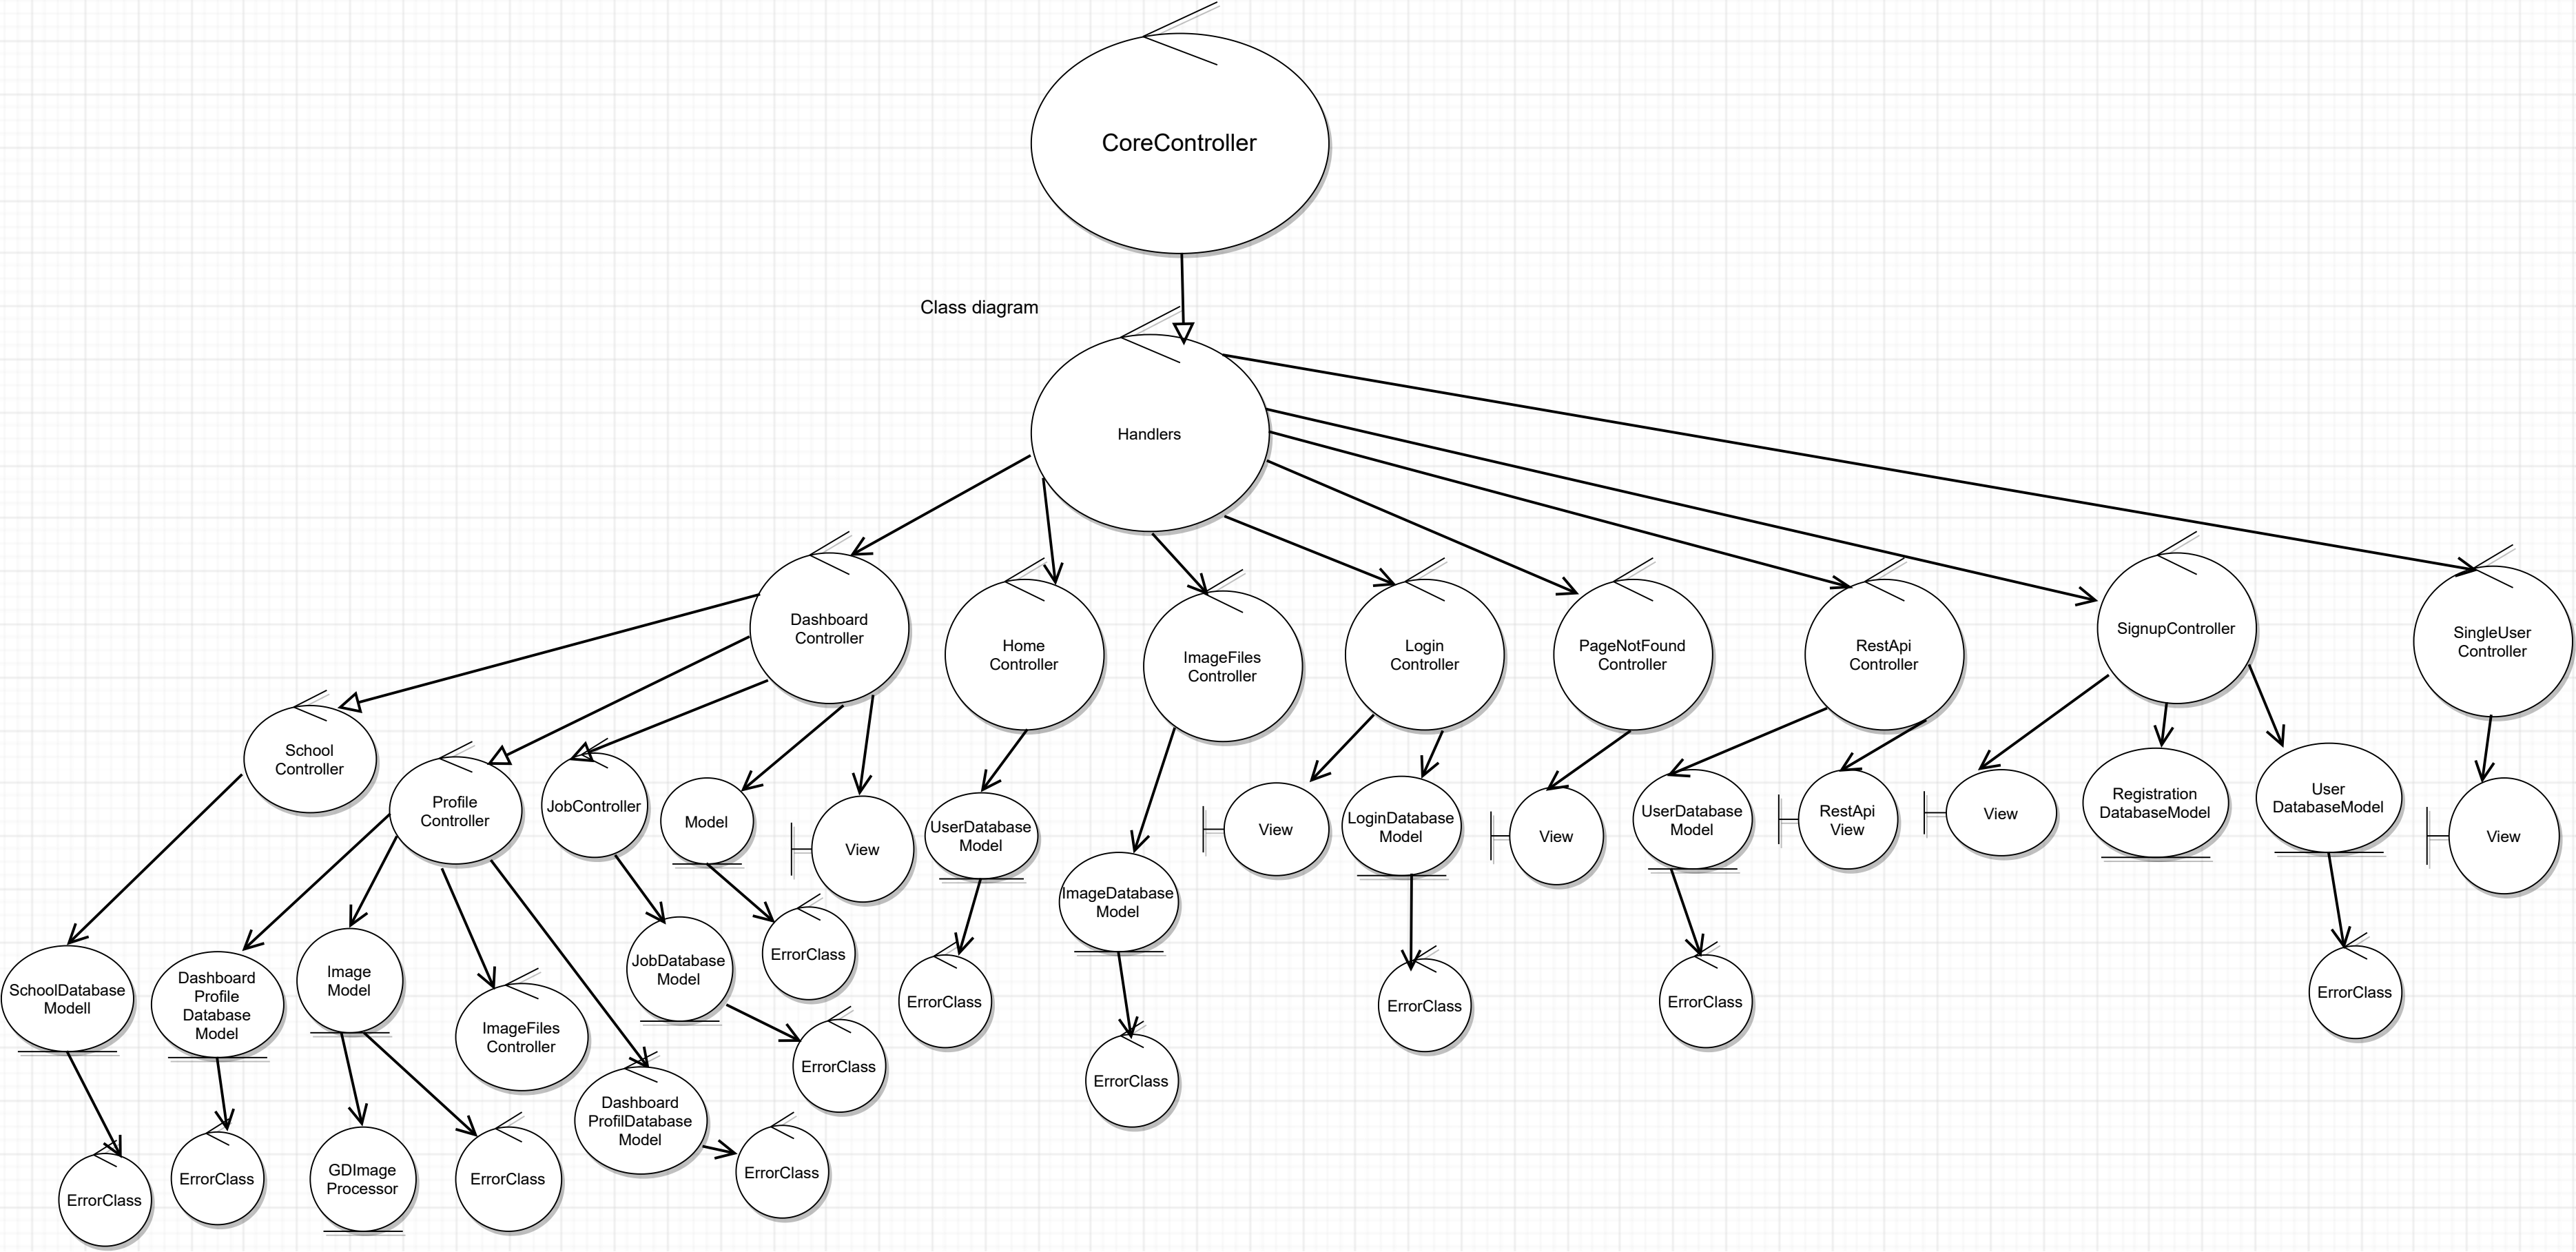 CoreController
Class diagram
Handlers
Dashboard
Controller
Home
Controller
ImageFiles
Controller
Login
Controller
PageNotFound
Controller
RestApi
Controller
SignupController
SingleUser
Controller
School
Controller
Profile
Controller
JobController
Model
View
UserDatabase
Model
ImageDatabase
Model
View
LoginDatabase
Model
View
UserDatabase
Model
RestApi
View
View
Registration
DatabaseModel
User
DatabaseModel
View
SchoolDatabase
Modell
Dashboard
Profile
Database
Model
Image
Model
ImageFiles
Controller
JobDatabase
Model
ErrorClass
ErrorClass
ErrorClass
ErrorClass
ErrorClass
ErrorClass
ErrorClass
Dashboard
ProfilDatabase
Model
ErrorClass
ErrorClass
ErrorClass
GDImage
Processor
ErrorClass
ErrorClass